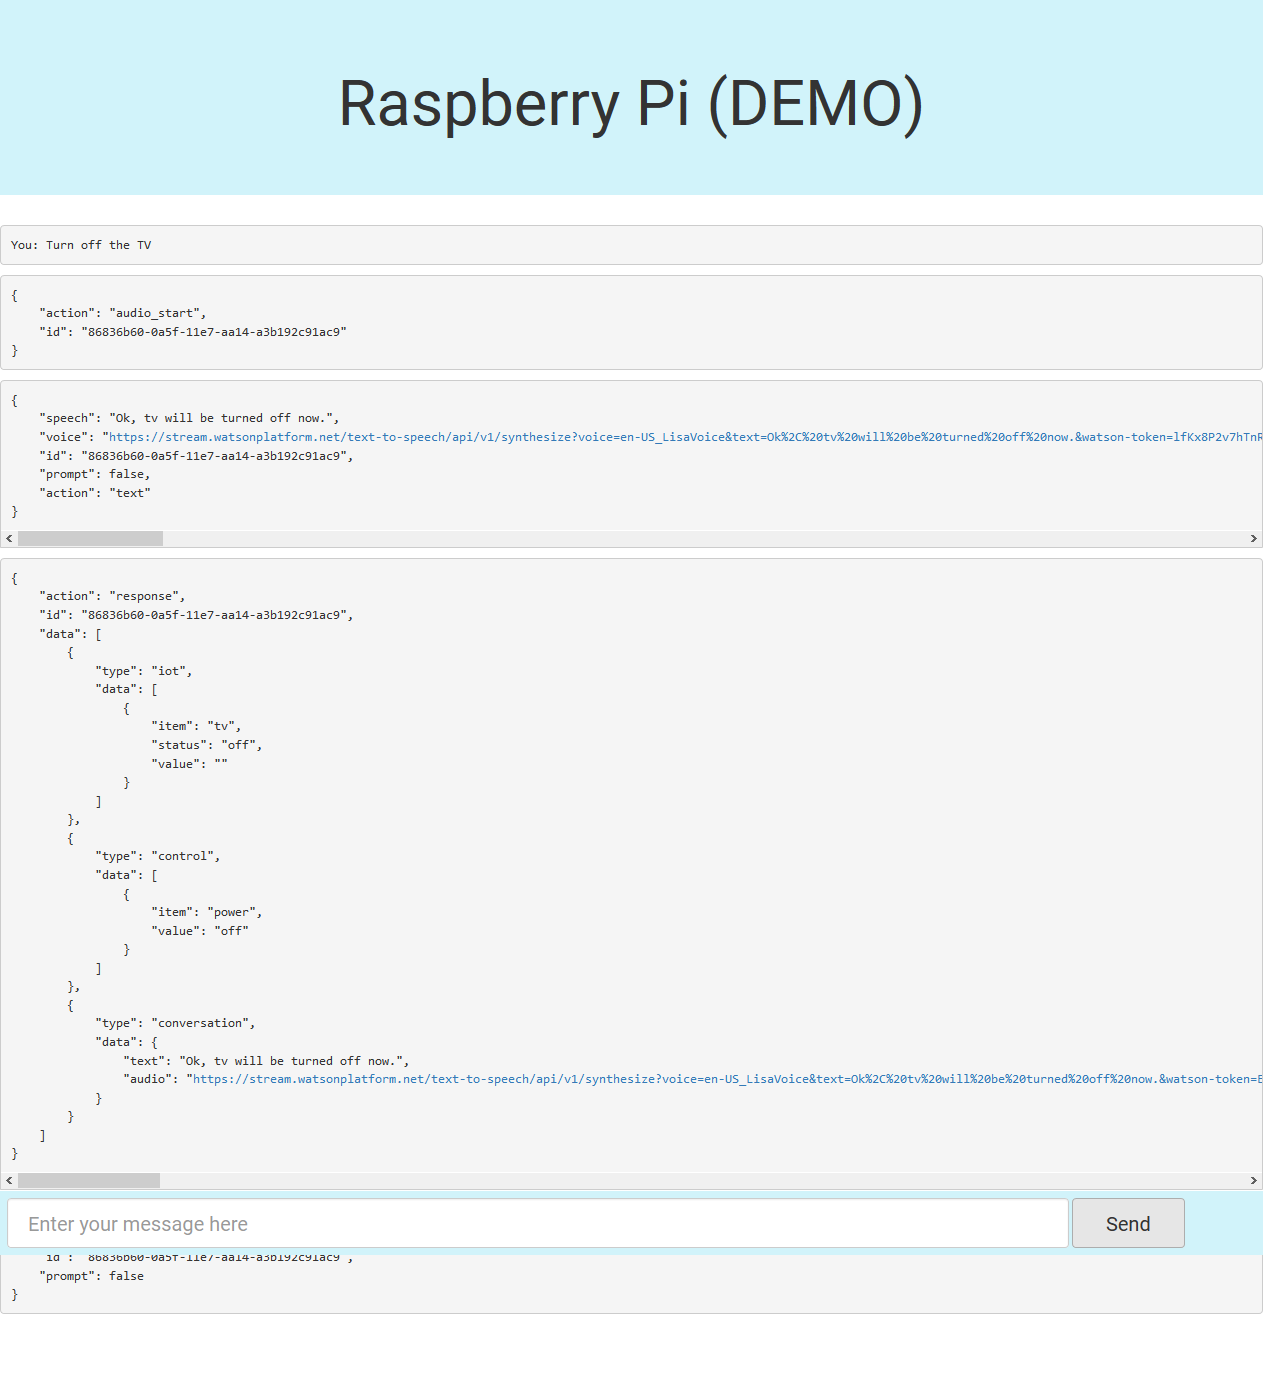 Raspberry Pi (DEMO)
You: Turn off the TV
{
    "action": "audio_start",
    "id": "86836b60-0a5f-11e7-aa14-a3b192c91ac9"
}
{
    "speech": "Ok, tv will be turned off now.",
    "voice": "https://stream.watsonplatform.net/text-to-speech/api/v1/synthesize?voice=en-US_LisaVoice&text=Ok%2C%20tv%20will%20be%20turned%20off%20now.&watson-token=lfKx8P2v7hTnR
    "id": "86836b60-0a5f-11e7-aa14-a3b192c91ac9",
    "prompt": false,
    "action": "text"
}
{
    "action": "response",
    "id": "86836b60-0a5f-11e7-aa14-a3b192c91ac9",
    "data": [
        {
            "type": "iot",
            "data": [
                {
                    "item": "tv",
                    "status": "off",
                    "value": ""
                }
            ]
        },
        {
            "type": "control",
            "data": [
                {
                    "item": "power",
                    "value": "off"
                }
            ]
        },
        {
            "type": "conversation",
            "data": {
                "text": "Ok, tv will be turned off now.",
                "audio": "https://stream.watsonplatform.net/text-to-speech/api/v1/synthesize?voice=en-US_LisaVoice&text=Ok%2C%20tv%20will%20be%20turned%20off%20now.&watson-token=E
            }
        }
    ]
}
Enter your message here Send
    "id": "86836b60-0a5f-11e7-aa14-a3b192c91ac9",
    "prompt": false
}